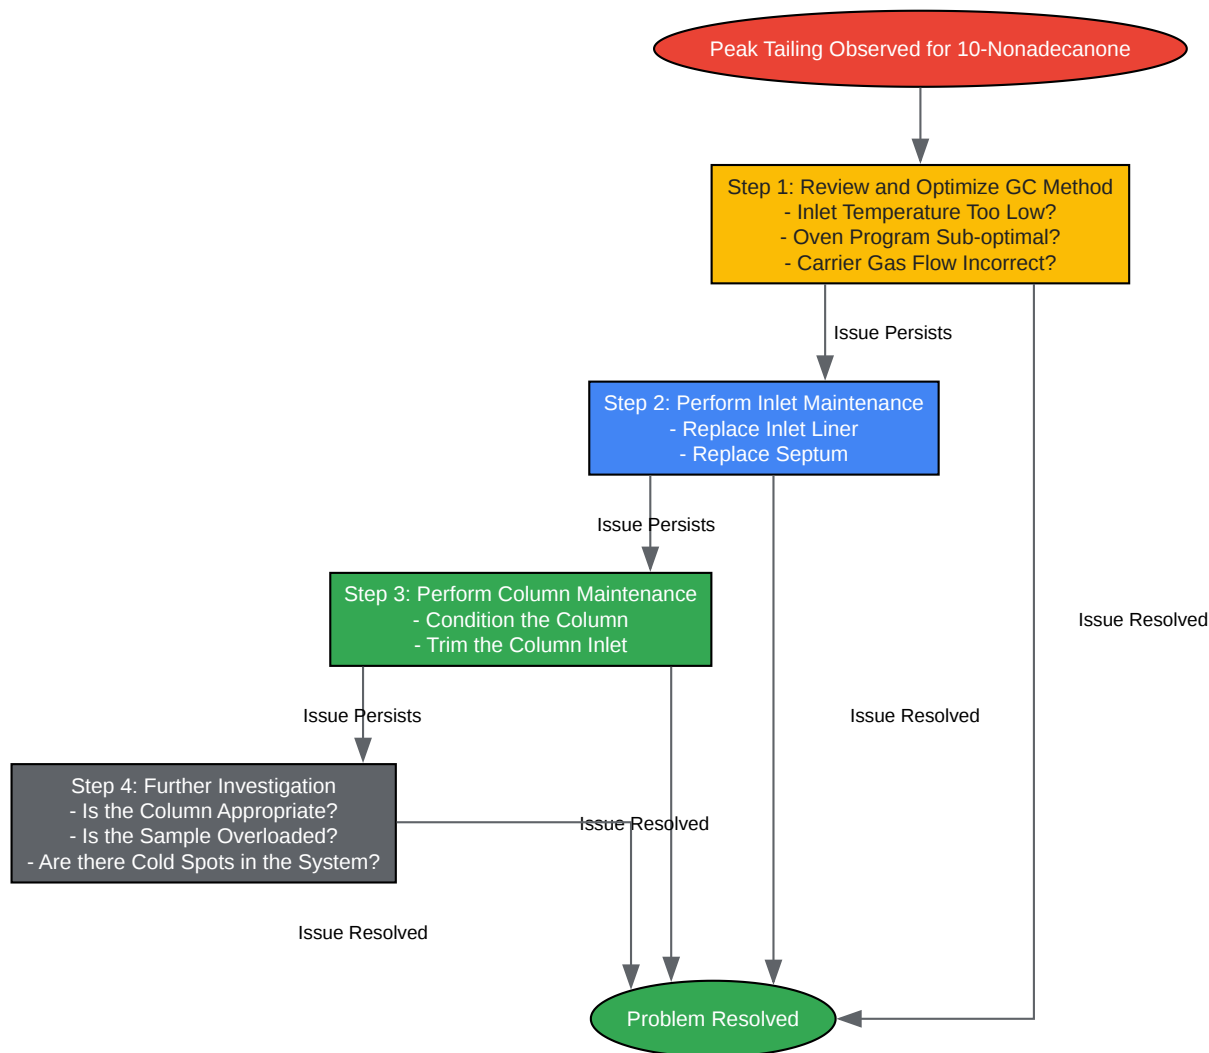 Peak Tailing Observed for 10-Nonadecanone
Step 1: Review and Optimize GC Method
- Inlet Temperature Too Low?
- Oven Program Sub-optimal?
- Carrier Gas Flow Incorrect?
Issue Persists
Step 2: Perform Inlet Maintenance
- Replace Inlet Liner
- Replace Septum
Issue Persists
Step 3: Perform Column Maintenance
- Condition the Column
- Trim the Column Inlet
Issue Resolved
Issue Persists
Issue Resolved
Step 4: Further Investigation
- Is the Column Appropriate?
- Is the Sample Overloaded?
- Are there Cold Spots in the System?
Issue Resolved
Issue Resolved
Problem Resolved